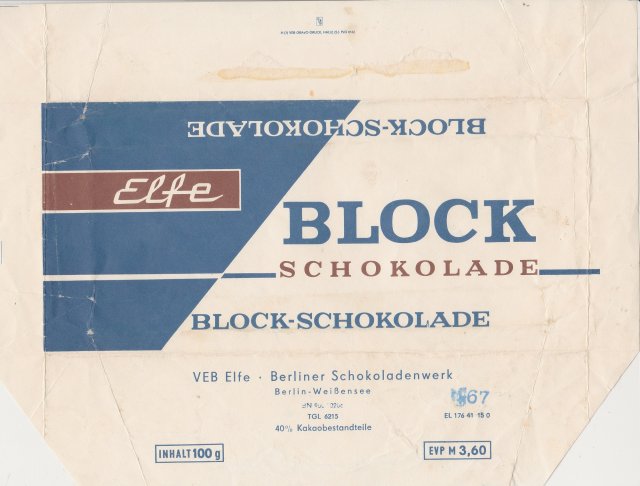 BLOCK-SCHOKOLADE
Elfe
BLOCK
SCHOKOLADE
BLOCK-SCHOKOLADE
VEB Elfe · Berliner Schokoladenwerk
Berlin-Weißensee
67
TGL 6215
EL 176 41 15 0
40% Kakaobestandteile
INHALT 100 g
EVP M 3,60